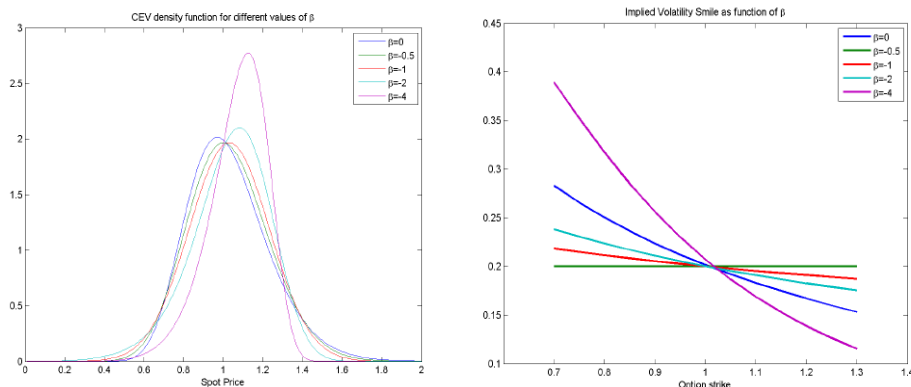 CEV density function for different values of β
3
2.5
2
1.5
1
0.5
0
0 0.2 0.4 0.6 0.8 1 1.2 1.4 1.6 1.8 2
Spot Price
β=0
β=-0.5
β=-1
β=-2
β=-4
Implied Volatility Smile as function of β
0.45
0.4
0.35
0.3
0.25
0.2
0.15
0.1
0.7 0.8 0.9 1 1.1 1.2 1.3 1.4
Option strike
β=0
β=-0.5
β=-1
β=-2
β=-4